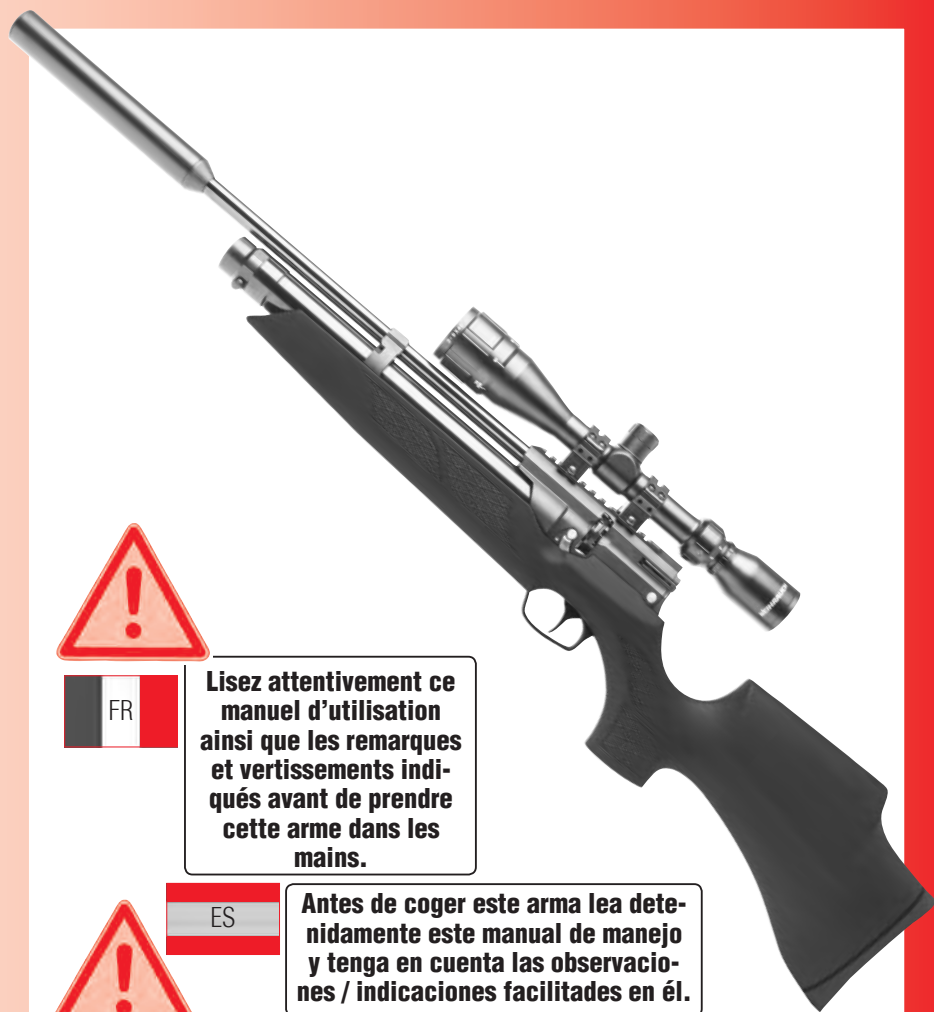 FR
Lisez attentivement ce
manuel d’utilisation
ainsi que les remarques
et vertissements indi-
qués avant de prendre
cette arme dans les
mains.
ES
Antes de coger este arma lea dete-
nidamente este manual de manejo
y tenga en cuenta las observacio-
nes / indicaciones facilitades en él.